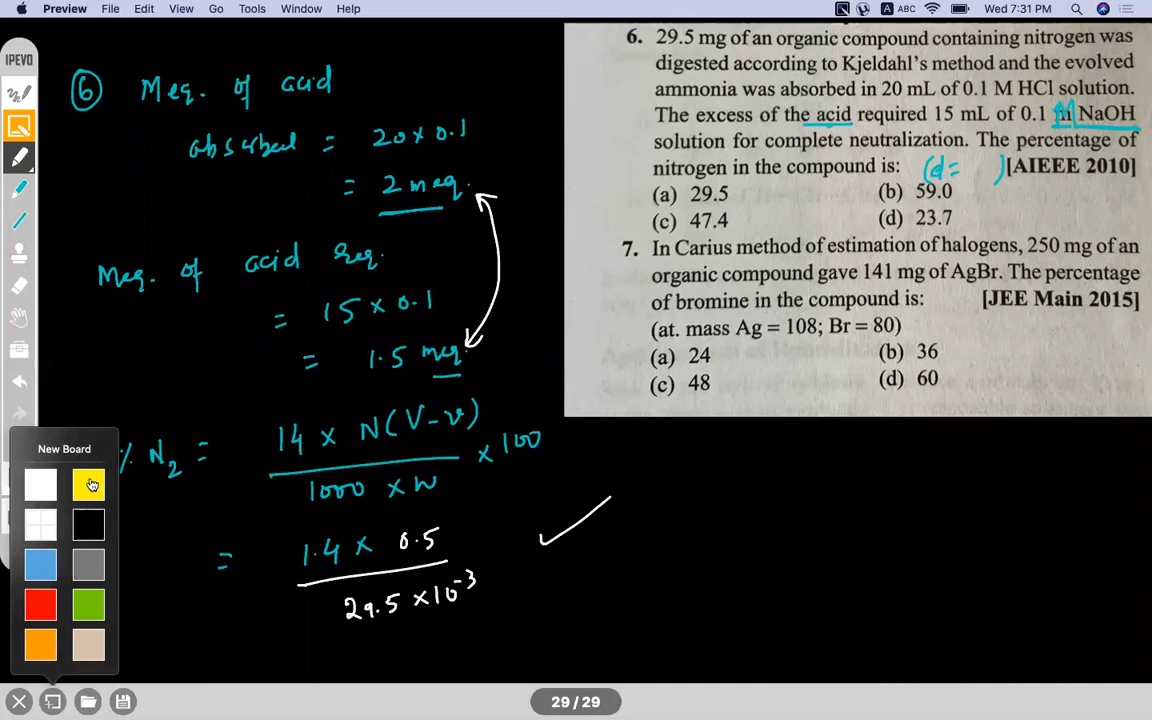 Preview File Edit View Go Tools Window Help
A ABC Wed 7:31 PM
IPEVO
6 Meq. of acid
absorbed = 20 x 0.1
= 2 meq.
Meq. of acid req.
= 15 x 0.1
= 1.5 meq.
% N2 = 14 x N(V-v) / 1000 x W x 100
= 1.4 x 0.5 / 29.5 x 10^-3
6. 29.5 mg of an organic compound containing nitrogen was
digested according to Kjeldahl's method and the evolved
ammonia was absorbed in 20 mL of 0.1 M HCl solution.
The excess of the acid required 15 mL of 0.1 M NaOH
solution for complete neutralization. The percentage of
nitrogen in the compound is: (d= ) [AIEEE 2010]
(a) 29.5 (b) 59.0
(c) 47.4 (d) 23.7
7. In Carius method of estimation of halogens, 250 mg of an
organic compound gave 141 mg of AgBr. The percentage
of bromine in the compound is: [JEE Main 2015]
(at. mass Ag = 108; Br = 80)
(a) 24 (b) 36
(c) 48 (d) 60
New Board
29 / 29